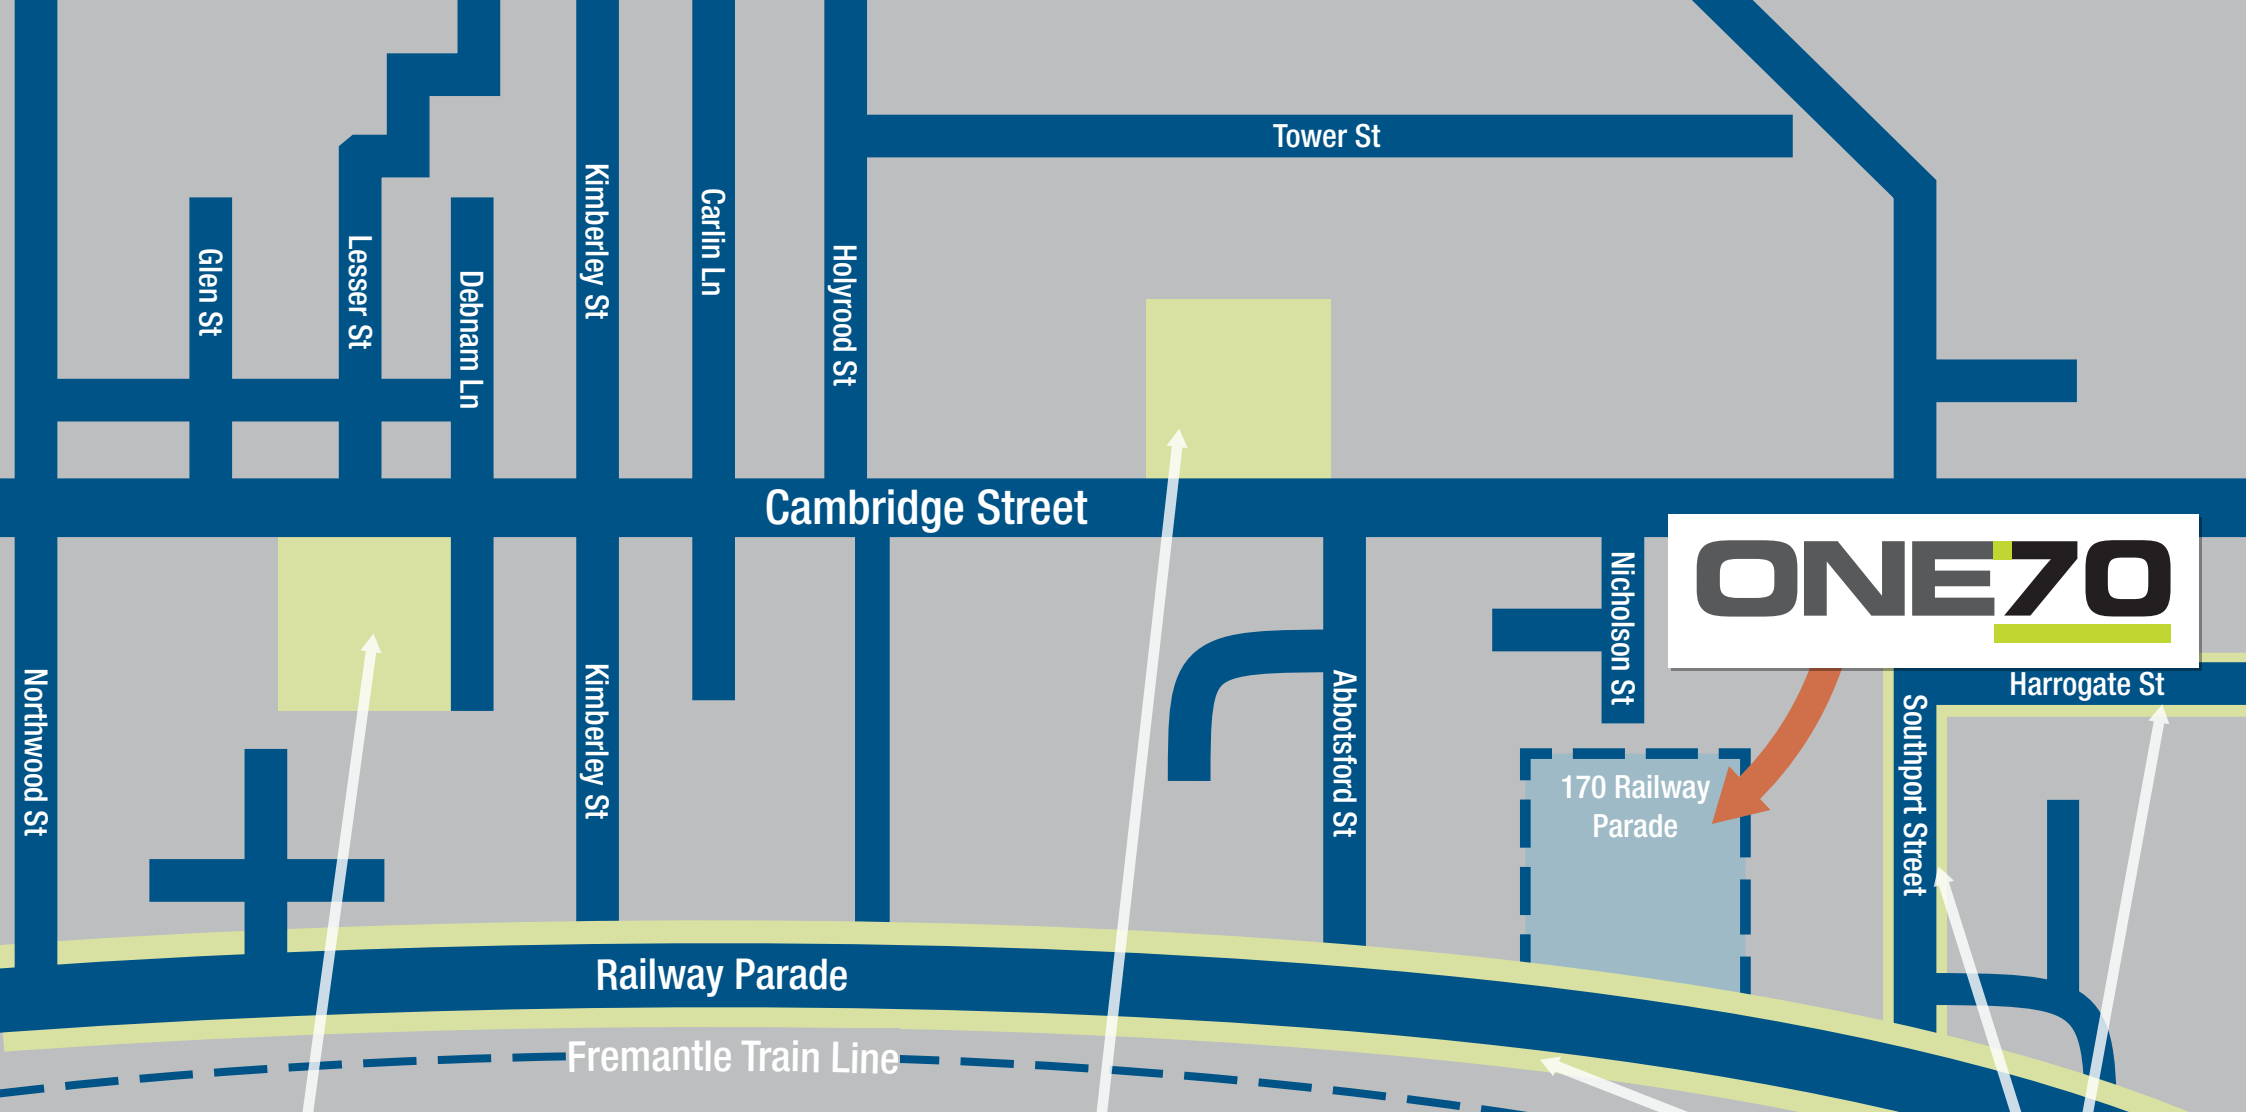 Tower St
Kimberley St
Carlin Ln
Glen St
Lesser St
Debnam Ln
Holyrood St
Cambridge Street
ONE70
Nicholson St
Harrogate St
Northwood St
Kimberley St
Abbotsford St
Southport Street
170 Railway
Parade
Railway Parade
Fremantle Train Line